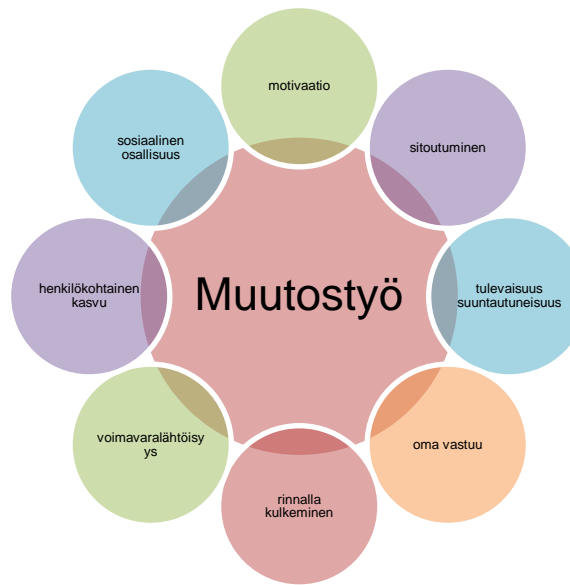 motivaatio
sitoutuminen
tulevaisuus
suuntautuneisuus
oma vastuu
rinnalla
kulkeminen
voimavaralähtöisy
ys
henkilökohtainen
kasvu
sosiaalinen
osallisuus
Muutostyö